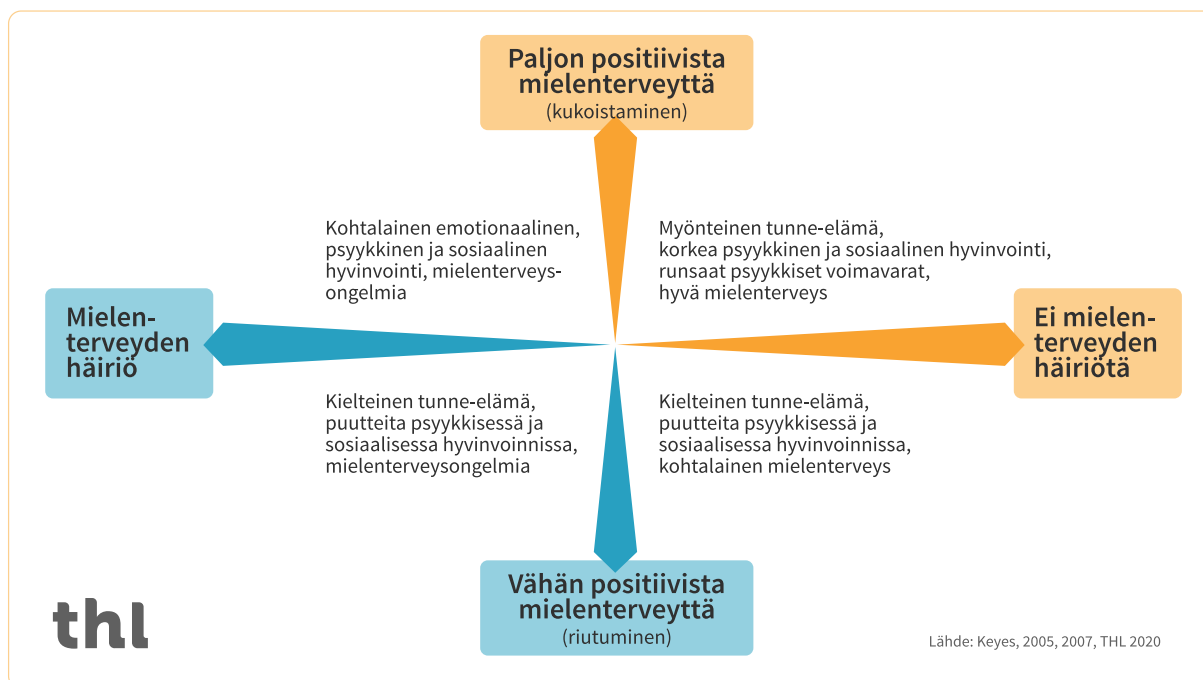 Paljon positiivista
mielenterveyttä
(kukoistaminen)
Kohtalainen emotionaalinen,
psyykkinen ja sosiaalinen
hyvinvointi, mielenterveys-
ongelmia
Myönteinen tunne-elämä,
korkea psyykkinen ja sosiaalinen hyvinvointi,
runsaat psyykkiset voimavarat,
hyvä mielenterveys
Mielen-
terveyden
häiriö
Ei mielen-
terveyden
häiriötä
Kielteinen tunne-elämä,
puutteita psyykkisessä ja
sosiaalisessa hyvinvoinnissa,
mielenterveysongelmia
Kielteinen tunne-elämä,
puutteita psyykkisessä ja
sosiaalisessa hyvinvoinnissa,
kohtalainen mielenterveys
Vähän positiivista
mielenterveyttä
(riutuminen)
thl
Lähde: Keyes, 2005, 2007, THL 2020